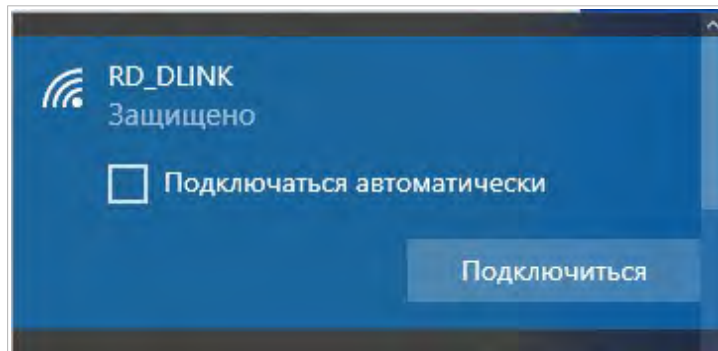 RD_DLINK
Защищено
Подключаться автоматически
Подключиться